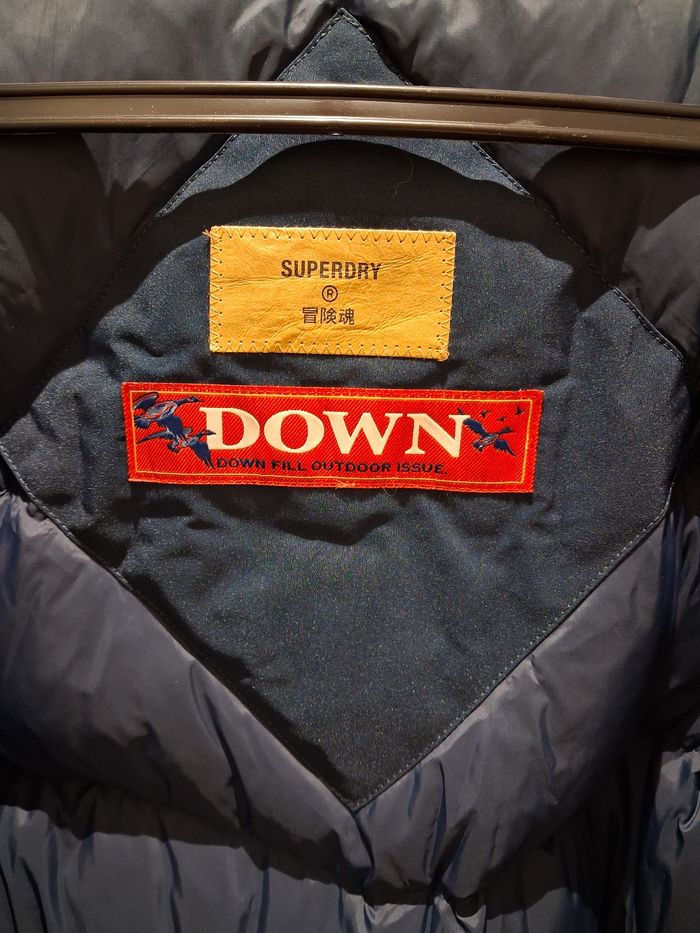 SUPERDRY
®
冒険魂
DOWN
DOWN FILL OUTDOOR ISSUE.